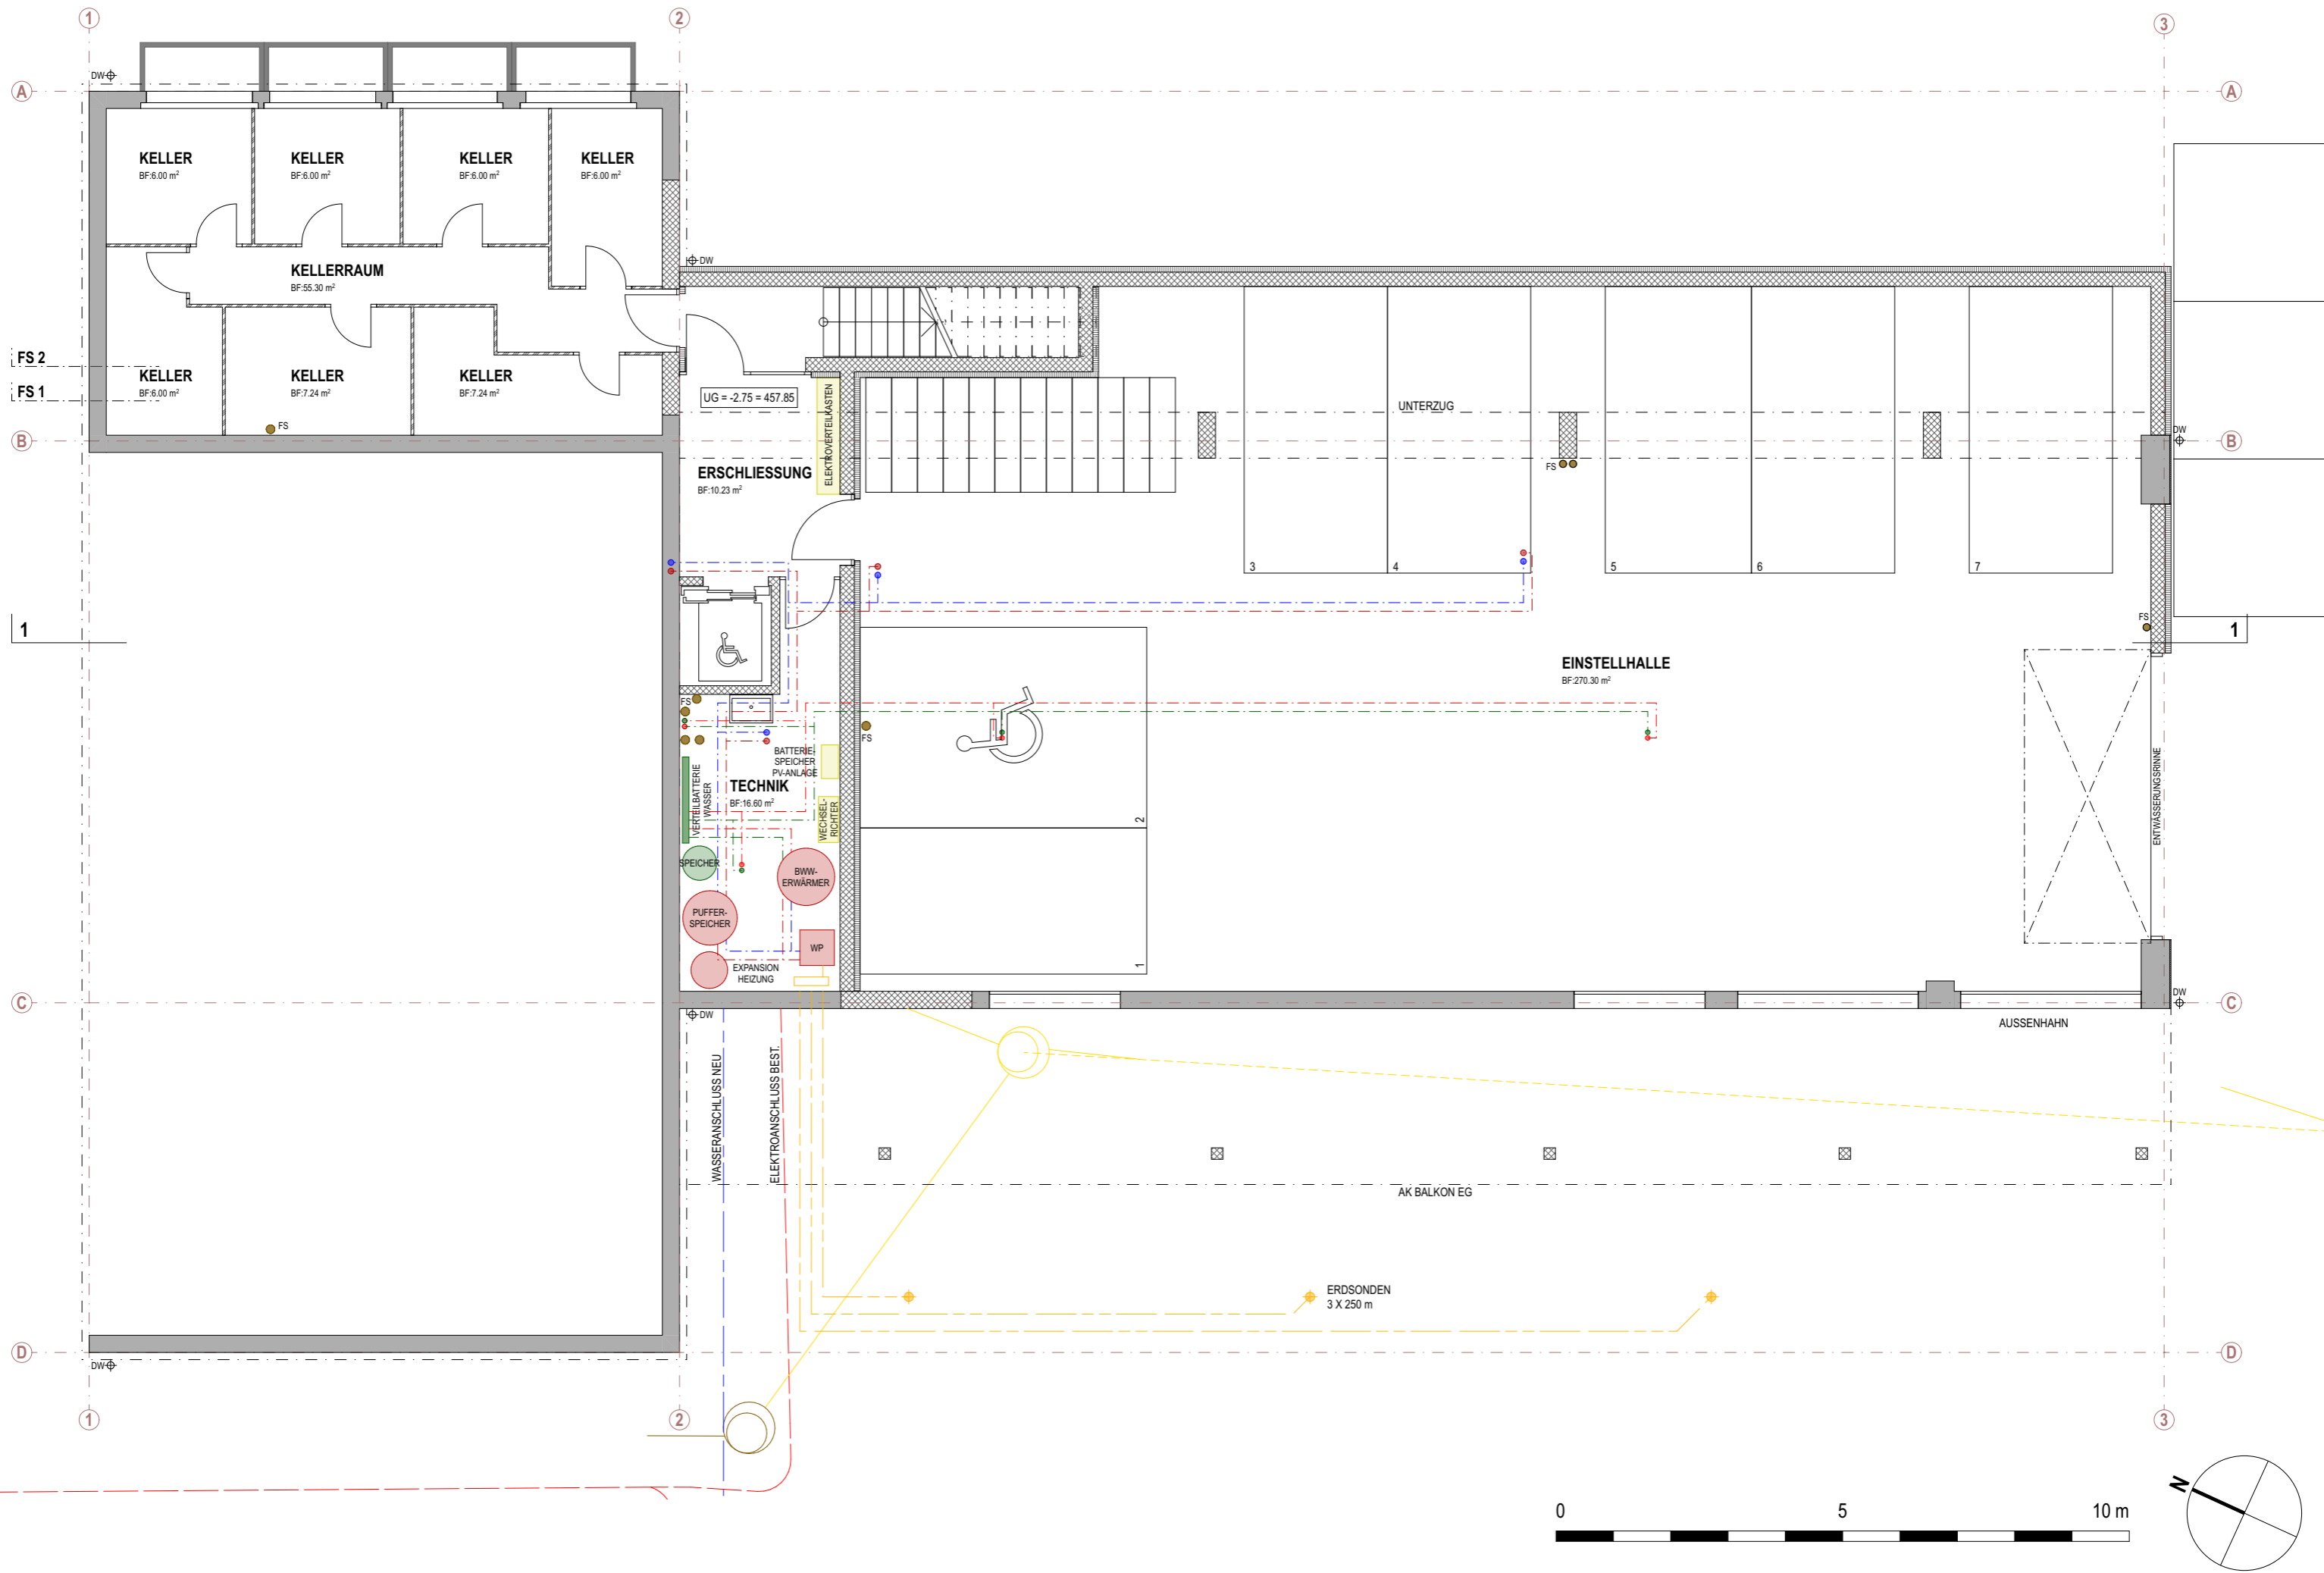 1
2
3
DW
A
A
KELLER
BF:6.00 m²
KELLER
BF:6.00 m²
KELLER
BF:6.00 m²
KELLER
BF:6.00 m²
DW
KELLERRAUM
BF:55.30 m²
FS 2
FS 1
KELLER
BF:6.00 m²
KELLER
BF:7.24 m²
KELLER
BF:7.24 m²
FS
UG = -2.75 = 457.85
ELEKTROVERTEILKASTEN
UNTERZUG
B
DW
B
ERSCHLIESSUNG
BF:10.23 m²
FS
3
4
5
6
7
1
FS
1
EINSTELLHALLE
BF:270.30 m²
FS
FS
BATTERIE-
SPEICHER
PV-ANLAGE
TECHNIK
BF:16.60 m²
VERTEILBATTERIE
WASSER
WECHSEL-
RICHTER
2
ENTWÄSSERUNGSRINNE
SPEICHER
BWW-
ERWÄRMER
PUFFER-
SPEICHER
WP
EXPANSION
HEIZUNG
1
C
DW
C
DW
AUSSENHAHN
WASSERANSCHLUSS NEU
ELEKTROANSCHLUSS BEST.
AK BALKON EG
ERDSONDEN
3 X 250 m
D
D
DW
1
2
3
N
0
5
10 m